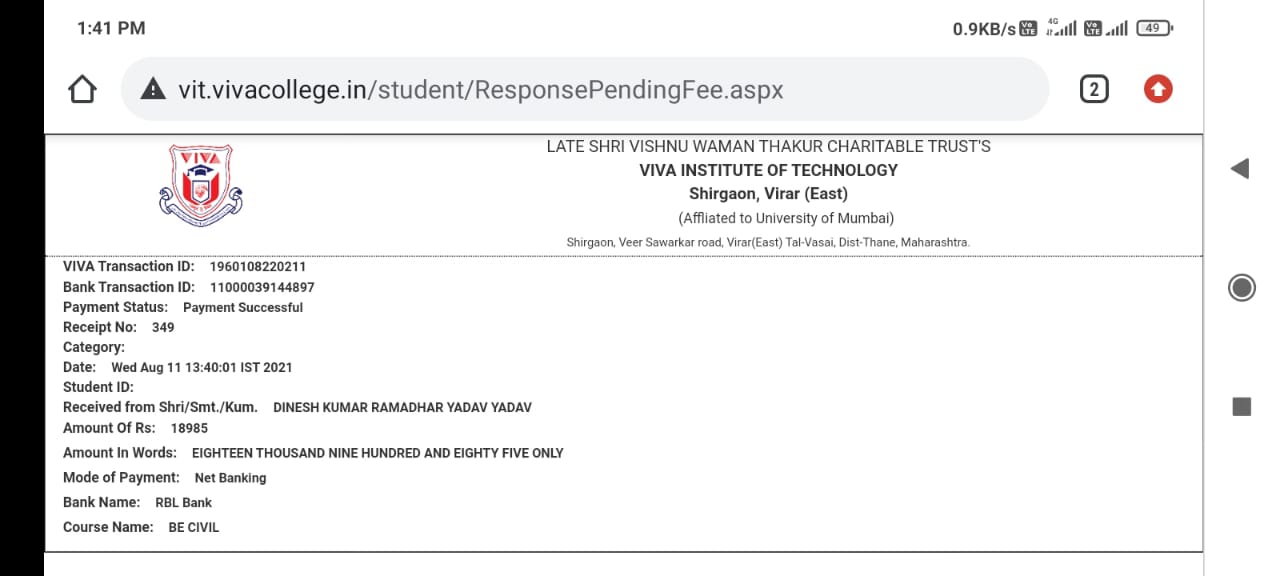 1:41 PM
0.9KB/s Vo LTE 4G Vo LTE 49
vit.vivacollege.in/student/ResponsePendingFee.aspx
2
VIVA
LATE SHRI VISHNU WAMAN THAKUR CHARITABLE TRUST'S
VIVA INSTITUTE OF TECHNOLOGY
Shirgaon, Virar (East)
(Affliated to University of Mumbai)
Shirgaon, Veer Sawarkar road, Virar(East) Tal-Vasai, Dist-Thane, Maharashtra.
VIVA Transaction ID: 1960108220211
Bank Transaction ID: 11000039144897
Payment Status: Payment Successful
Receipt No: 349
Category:
Date: Wed Aug 11 13:40:01 IST 2021
Student ID:
Received from Shri/Smt./Kum. DINESH KUMAR RAMADHAR YADAV YADAV
Amount Of Rs: 18985
Amount In Words: EIGHTEEN THOUSAND NINE HUNDRED AND EIGHTY FIVE ONLY
Mode of Payment: Net Banking
Bank Name: RBL Bank
Course Name: BE CIVIL